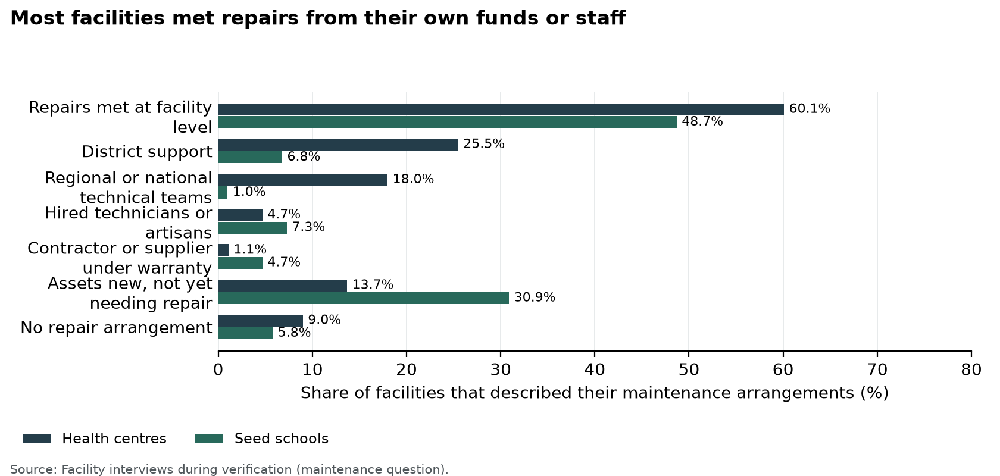 Most facilities met repairs from their own funds or staff
Repairs met at facility
level
60.1%
48.7%
District support
25.5%
6.8%
Regional or national
technical teams
18.0%
1.0%
Hired technicians or
artisans
4.7%
7.3%
Contractor or supplier
under warranty
1.1%
4.7%
Assets new, not yet
needing repair
13.7%
30.9%
No repair arrangement
9.0%
5.8%
0 10 20 30 40 50 60 70 80
Share of facilities that described their maintenance arrangements (%)
Health centres Seed schools
Source: Facility interviews during verification (maintenance question).